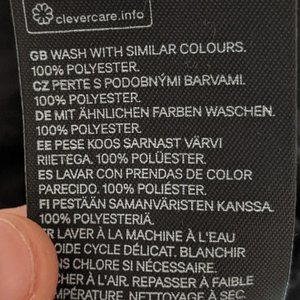 clevercare.info
GB WASH WITH SIMILAR COLOURS.
100% POLYESTER.
CZ PERTE S PODOBNÝMI BARVAMI.
100% POLYESTER.
DE MIT ÄHNLICHEN FARBEN WASCHEN.
100% POLYESTER.
EE PESE KOOS SARNAST VÄRVI
RIIETEGA. 100% POLÜESTER.
ES LAVAR CON PRENDAS DE COLOR
PARECIDO. 100% POLIÉSTER.
FI PESTÄÄN SAMANVÄRISTEN KANSSA.
100% POLYESTERIÄ.
FR LAVER À LA MACHINE À L'EAU
CYCLE DÉLICAT. BLANCHIR
CHLORE SI NÉCESSAIRE.
À L'AIR. REPASSER À FAIBLE
NETTOYAGE À SEC.